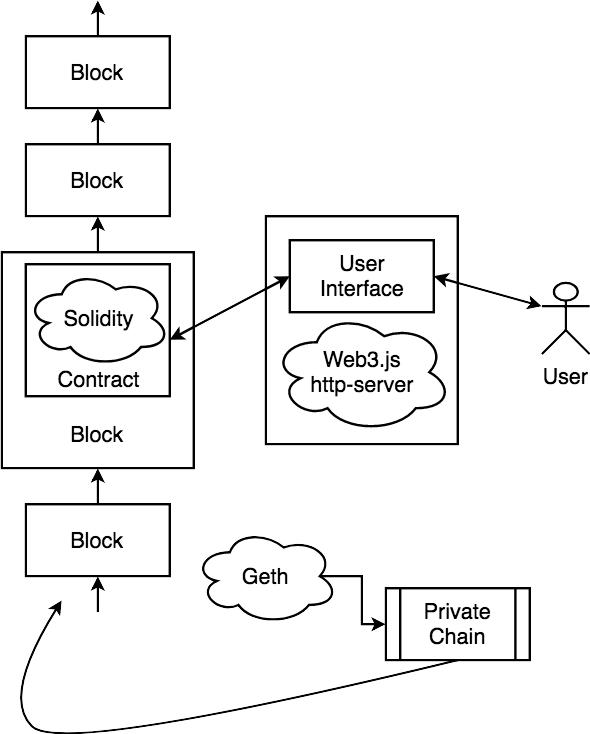 Block
Block
Solidity
Contract
Block
Block
User
Interface
Web3.js
http-server
User
Geth
Private
Chain